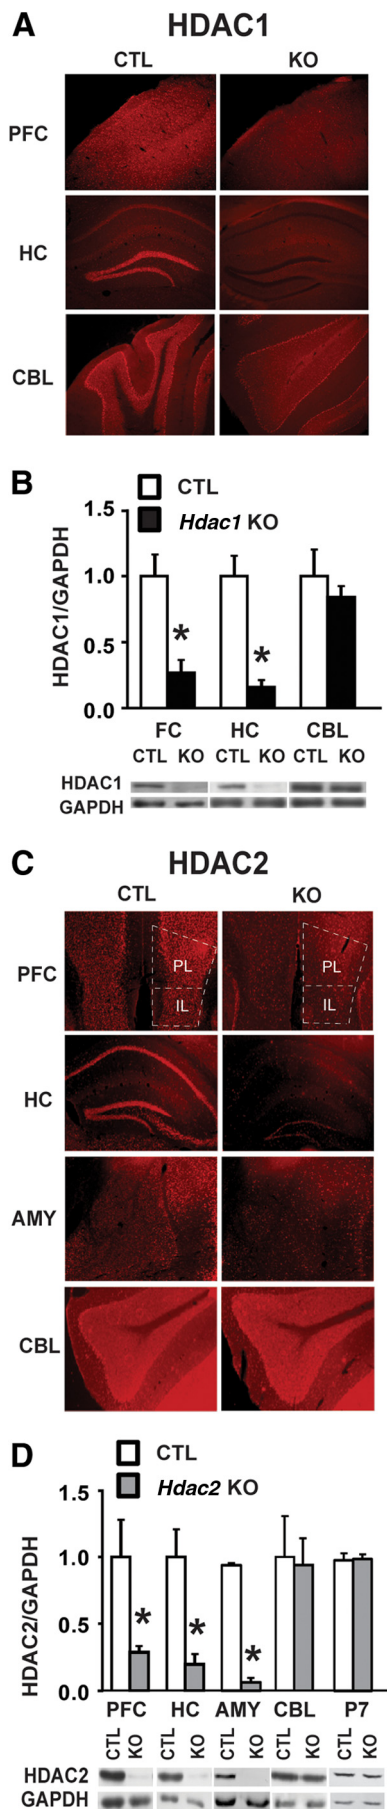 A HDAC1
CTL KO
PFC
HC
CBL
B
CTL
Hdac1 KO
HDAC1/GAPDH
1.5
1.0
0.5
0.0
*
*
FC HC CBL
CTL KO CTL KO CTL KO
HDAC1
GAPDH
C HDAC2
CTL KO
PFC
PL PL
IL IL
HC
AMY
CBL
D
CTL
Hdac2 KO
HDAC2/GAPDH
1.5
1.0
0.5
0.0
*
*
*
PFC HC AMY CBL P7
CTL KO CTL KO CTL KO CTL KO CTL KO
HDAC2
GAPDH